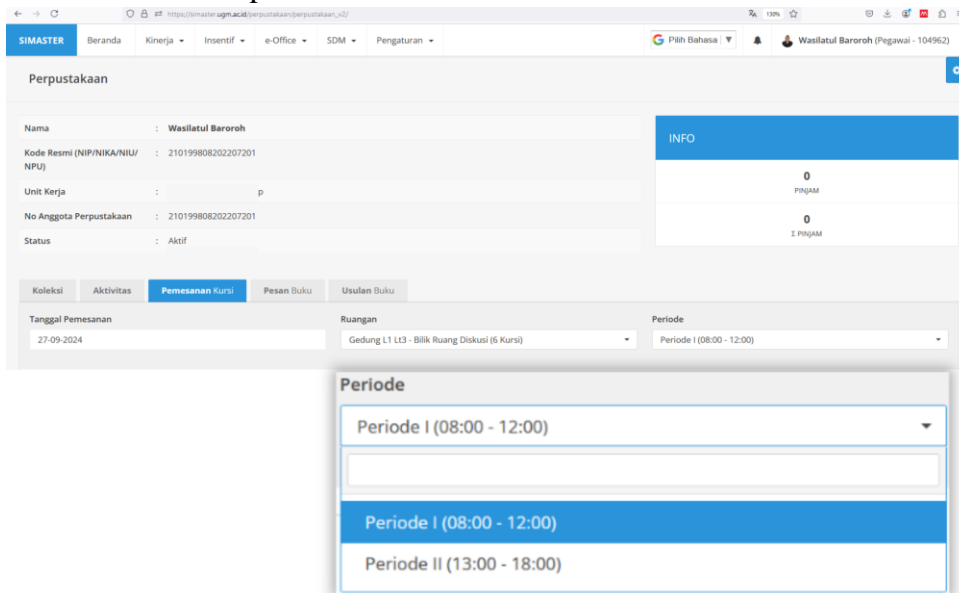 https://simaster.ugm.ac.id/perpustakaan/perpustakaan_v2/
130%
SIMASTER Beranda Kinerja Insentif e-Office SDM Pengaturan G Pilih Bahasa Wasilatul Baroroh (Pegawai - 104962)
Perpustakaan
Nama : Wasilatul Baroroh
Kode Resmi (NIP/NIKA/NIU/ : 210199808202207201
NPU)
Unit Kerja : p
No Anggota Perpustakaan : 210199808202207201
Status : Aktif
INFO
0
PINJAM
0
Σ PINJAM
Koleksi Aktivitas Pemesanan Kursi Pesan Buku Usulan Buku
Tanggal Pemesanan Ruangan Periode
27-09-2024 Gedung L1 Lt3 - Bilik Ruang Diskusi (6 Kursi) Periode I (08:00 - 12:00)
Periode
Periode I (08:00 - 12:00)
Periode I (08:00 - 12:00)
Periode II (13:00 - 18:00)